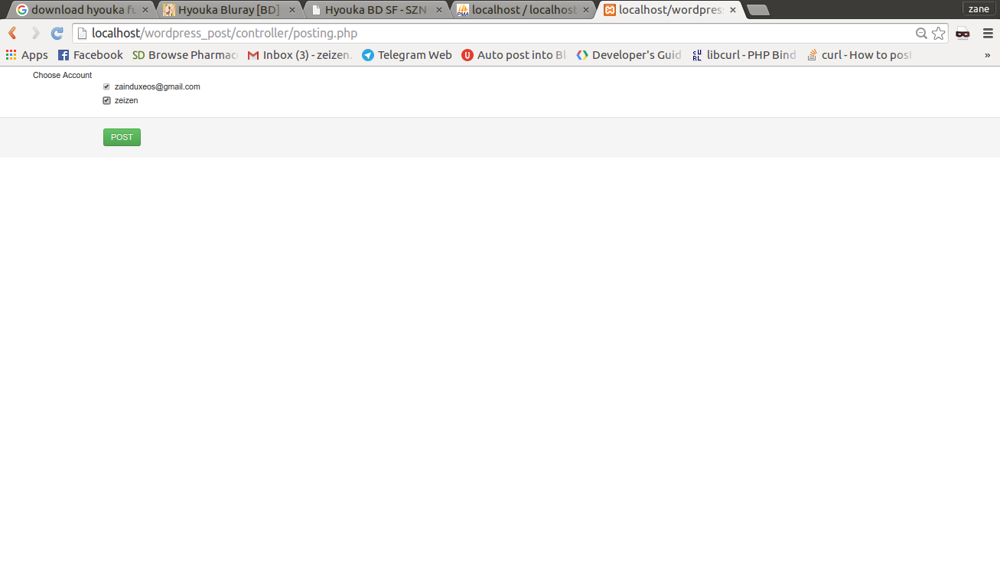 download hyouka fu
Hyouka Bluray [BD]
Hyouka BD SF - SZN
PMA localhost / localhost
localhost/wordpres
zane
localhost/wordpress_post/controller/posting.php
Apps
Facebook
SD Browse Pharmac
Inbox (3) - zeizen.
Telegram Web
Auto post into Bl
Developer's Guid
cURL libcurl - PHP Bind
curl - How to post
»
Choose Account
zainduxeos@gmail.com
zeizen
POST